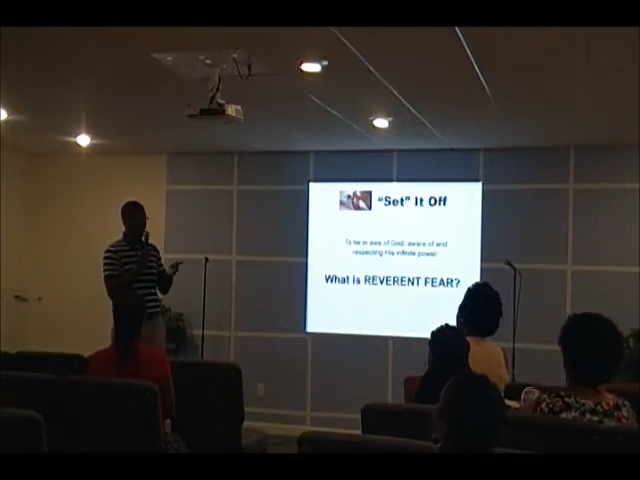 "Set" It Off
To be in awe of God, aware of and
respecting His infinite power.
What is REVERENT FEAR?